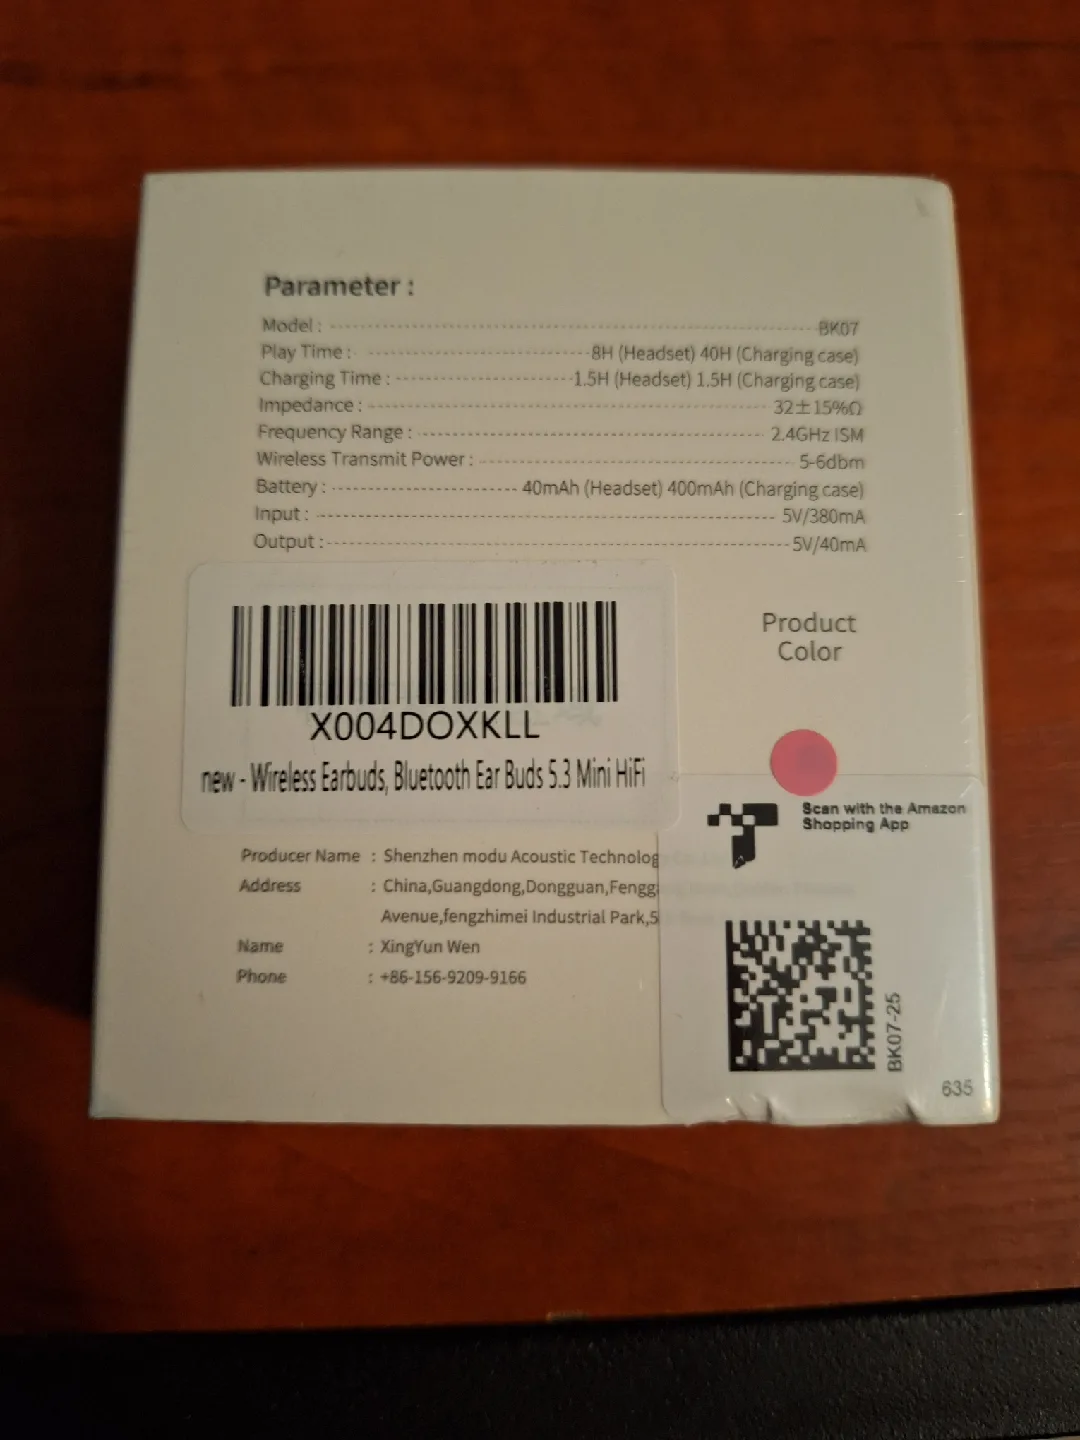 Parameter :
Model : BK07
Play Time : 8H (Headset) 40H (Charging case)
Charging Time : 1.5H (Headset) 1.5H (Charging case)
Impedance : 32±15%Ω
Frequency Range : 2.4GHz ISM
Wireless Transmit Power : 5-6dbm
Battery : 40mAh (Headset) 400mAh (Charging case)
Input : 5V/380mA
Output : 5V/40mA
Product
Color
X004DOXKLL
new - Wireless Earbuds, Bluetooth Ear Buds 5.3 Mini HiFi
Scan with the Amazon
Shopping App
Producer Name : Shenzhen modu Acoustic Technolog
Address : China,Guangdong,Dongguan,Fengg
Avenue,fengzhimei Industrial Park,5
Name : XingYun Wen
Phone : +86-156-9209-9166
BK07-25
635